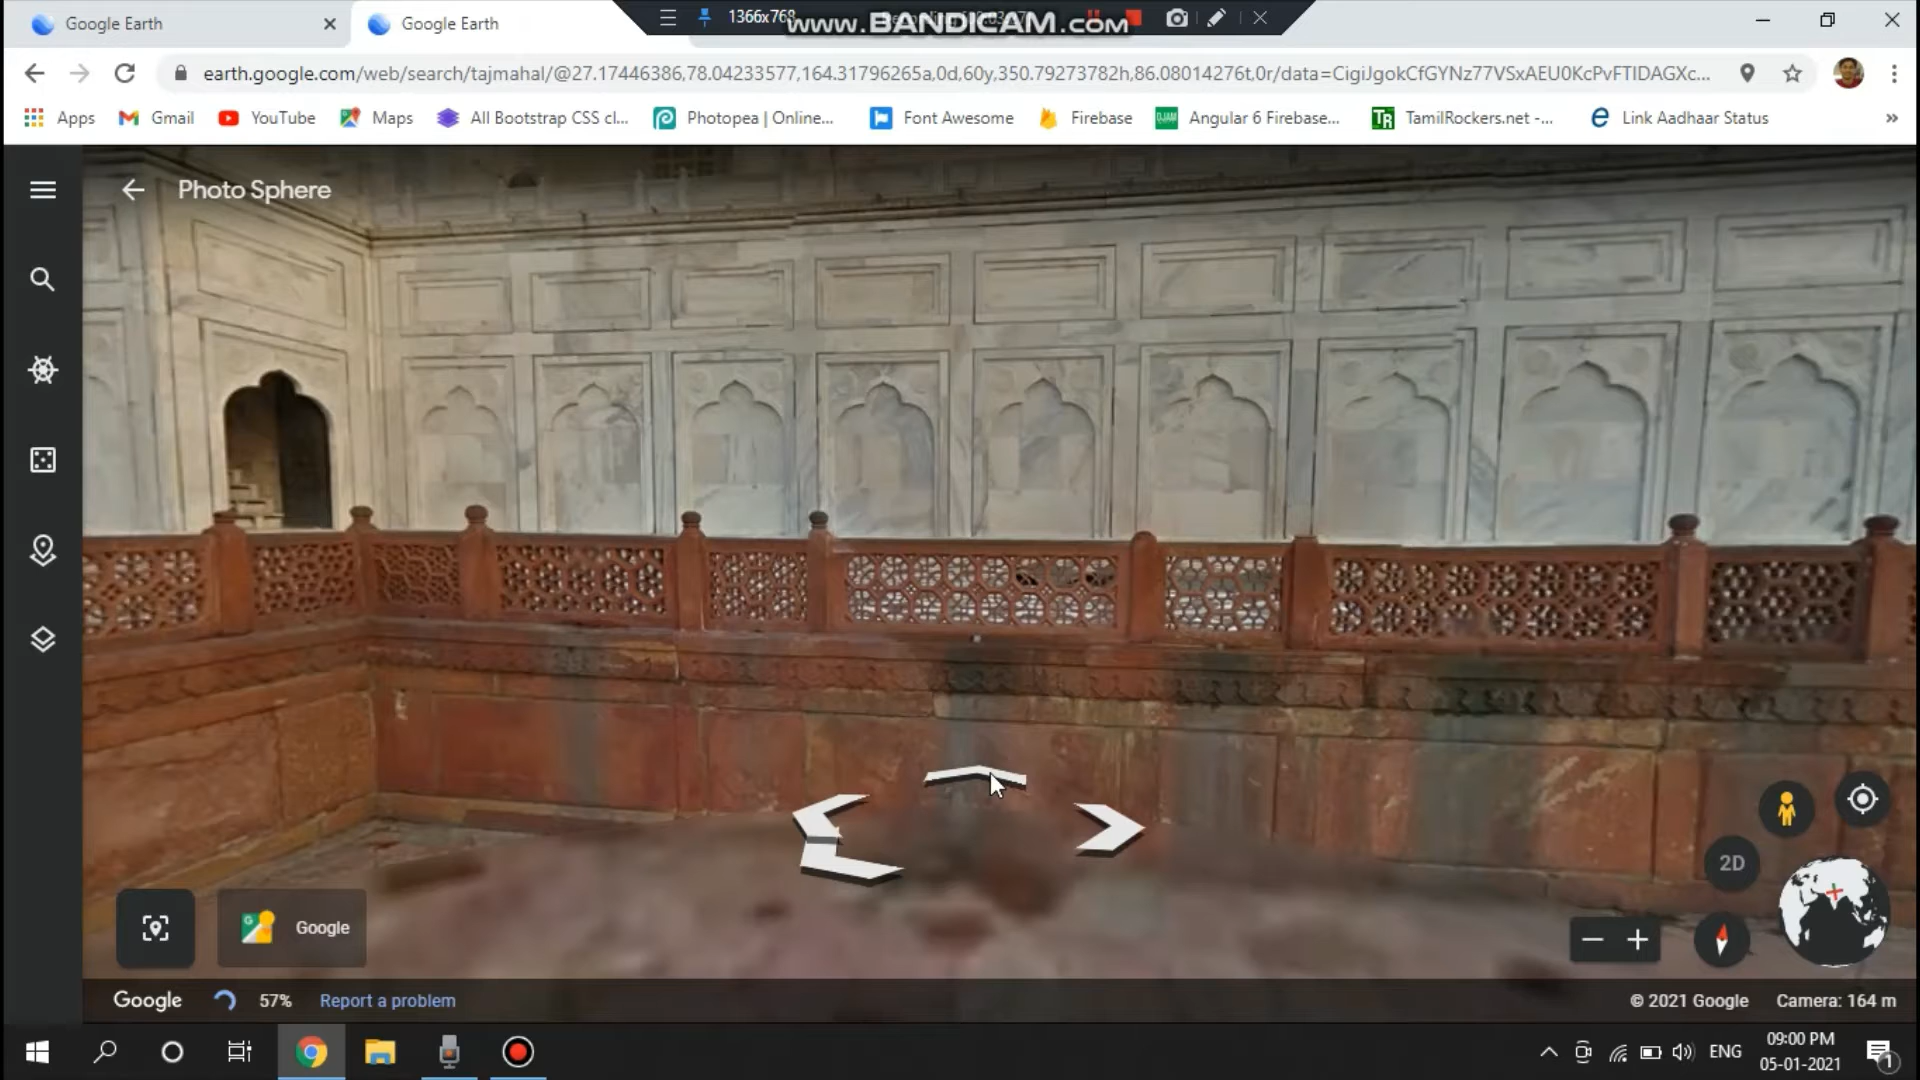 Google Earth
Google Earth
1366x768
www.BANDICAM.com
earth.google.com/web/search/tajmahal/@27.17446386,78.04233577,164.31796265a,0d,60y,350.79273782h,86.08014276t,0r/data=CigiJgokCfGYNz77VSxAEU0KcPvFTIDAGXc...
Apps
Gmail
YouTube
Maps
All Bootstrap CSS cl...
Photopea | Online...
Font Awesome
Firebase
Angular 6 Firebase...
TamilRockers.net -...
Link Aadhaar Status
»
Photo Sphere
2D
Google
Google
57%
Report a problem
© 2021 Google
Camera: 164 m
ENG
09:00 PM
05-01-2021
1